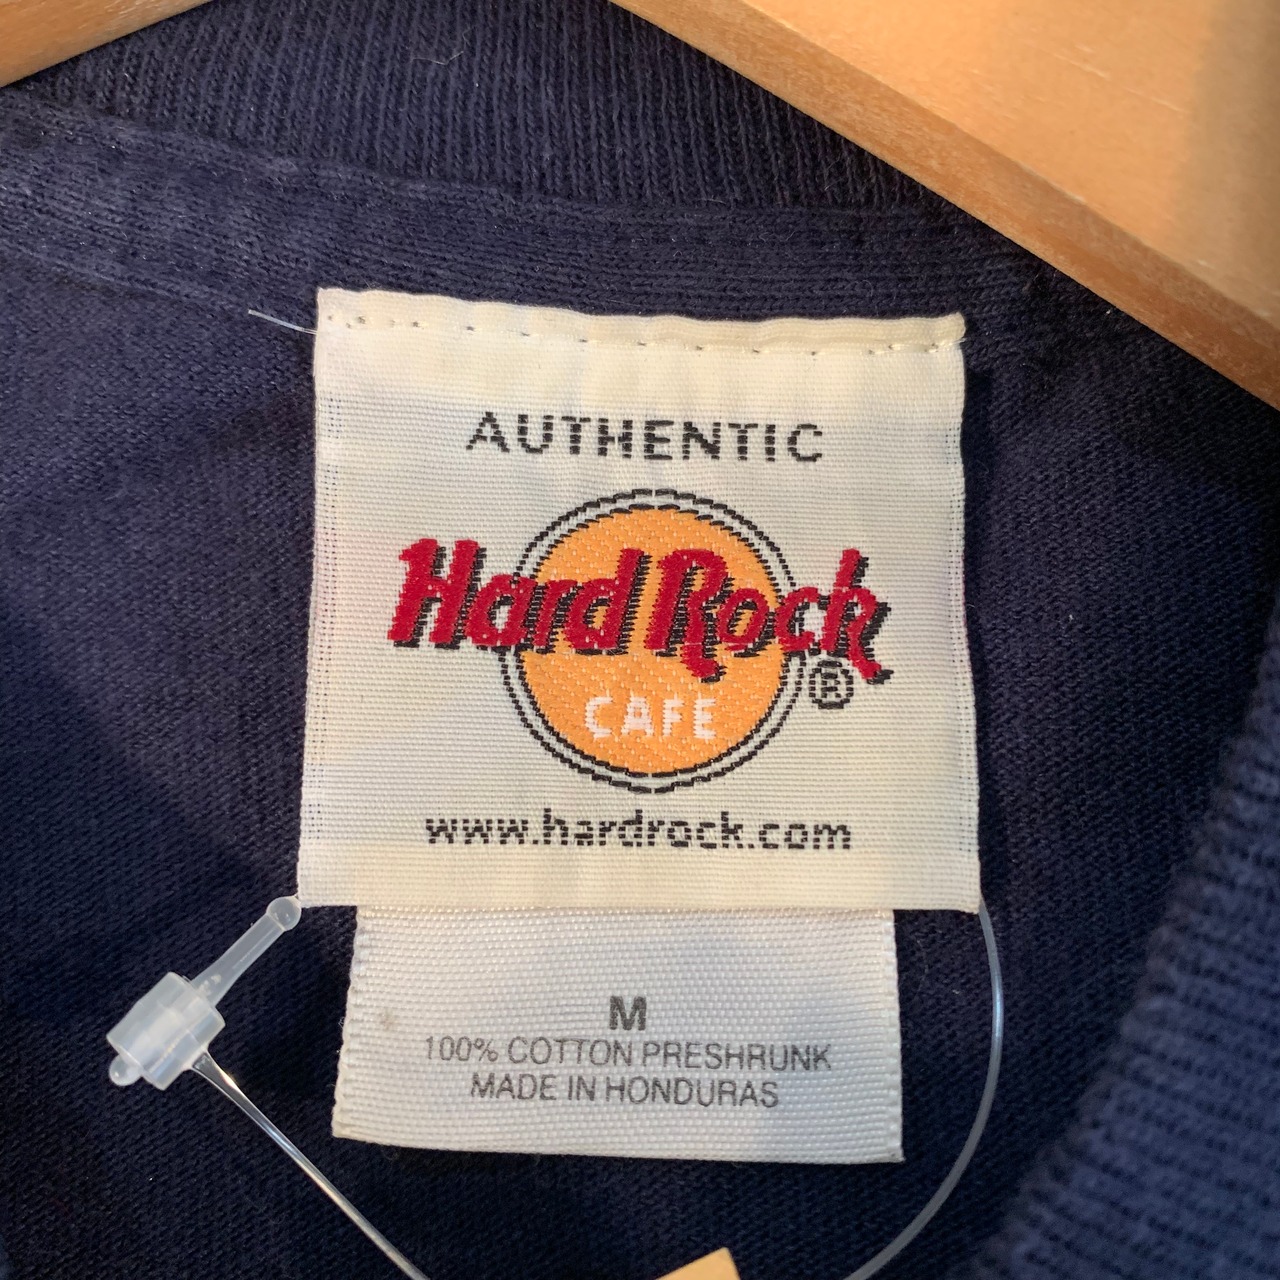 AUTHENTIC
Hard Rock
CAFE
®
www.hardrock.com
M
100% COTTON PRESHRUNK
MADE IN HONDURAS